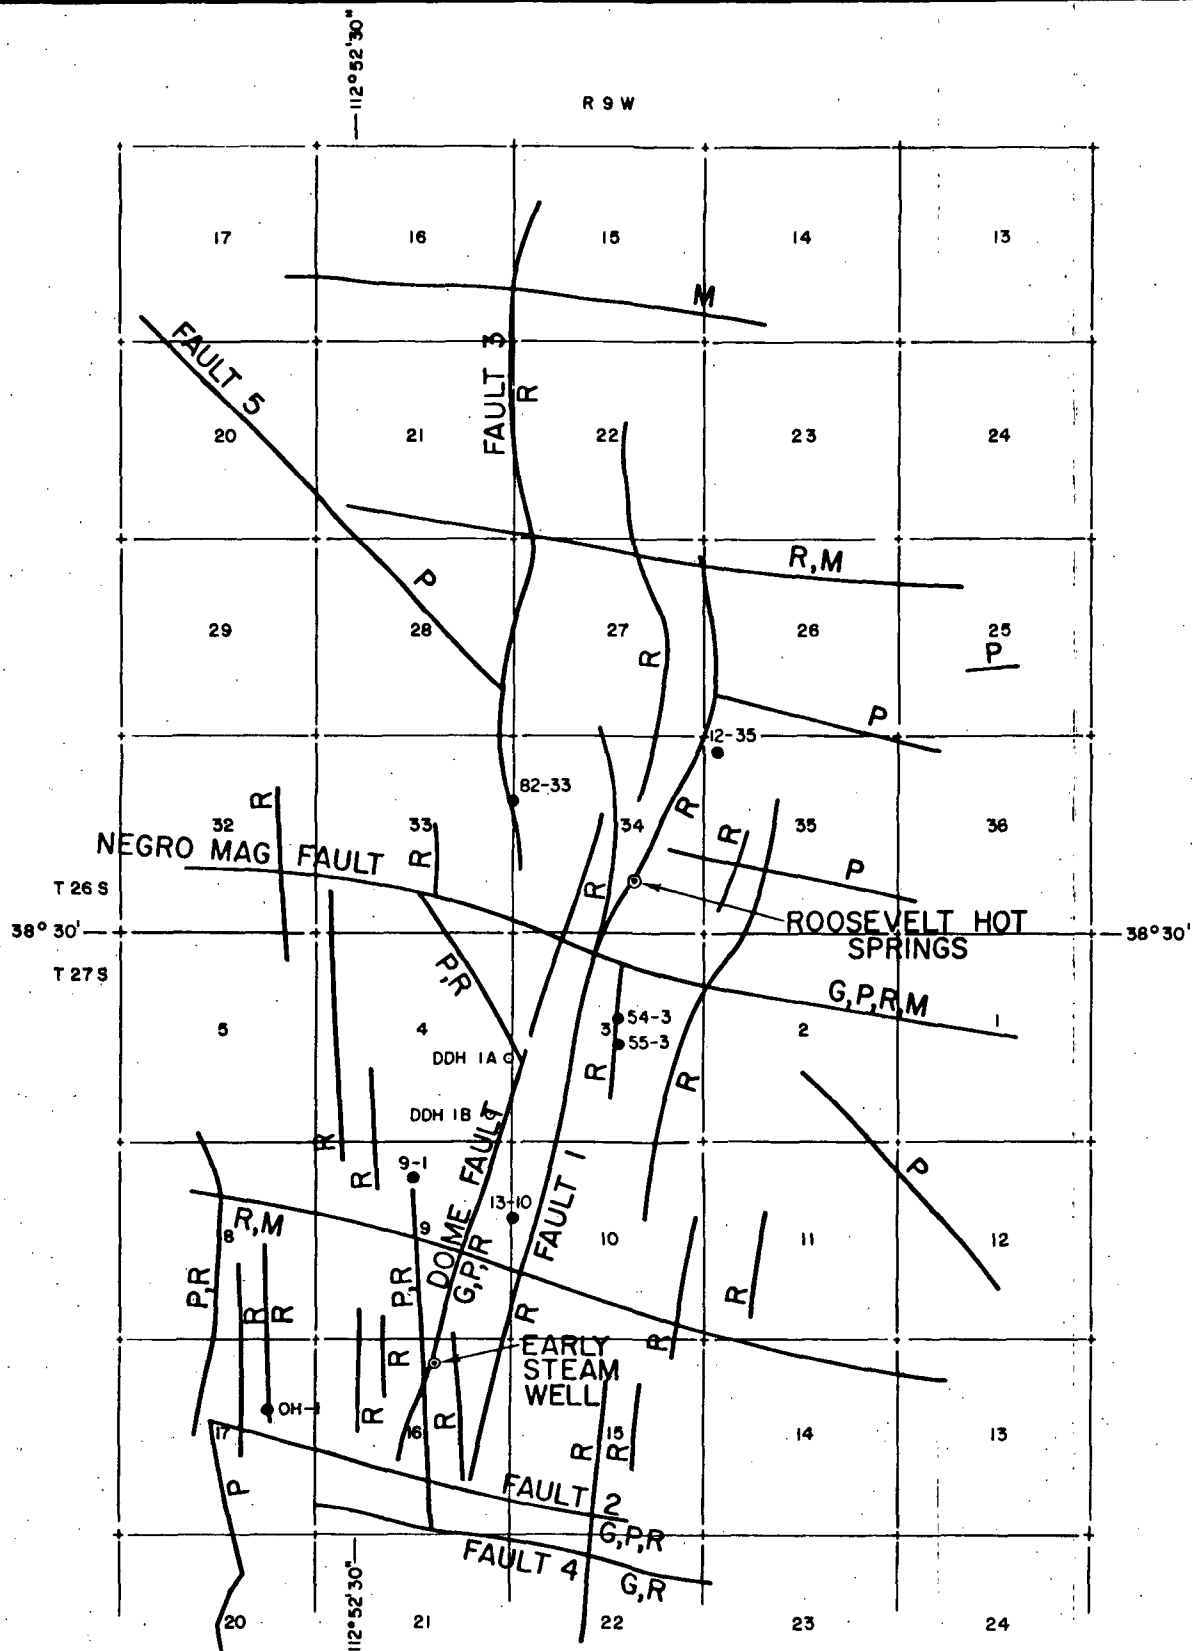 112°52'30"
R 9 W
17 16 15 14 13
M
FAULT 3
R
FAULT 5
20 21 22 23 24
R,M
P
29 28 27 26 25
P
R
P
12-35
82-33
R
R
32 33 34 35 36
R
R
NEGRO MAG FAULT
P
R
T 26 S
ROOSEVELT HOT
SPRINGS
38° 30'
38° 30'
T 27 S
P,R
G,P,R,M
5 4 3 2 1
54-3
55-3
DDH 1A
R
R
DDH 1B
R
R
9-1
P
DOME FAULT
G,P,R
FAULT 1
13-10
R,M
8 9 10 11 12
P,R
R
R
P,R
R
R
R
EARLY
STEAM
WELL
R
R
OH-1
R
17 16 15 14 13
R
R
P
FAULT 2
G,P,R
FAULT 4
G,R
112°52'30"
20 21 22 23 24